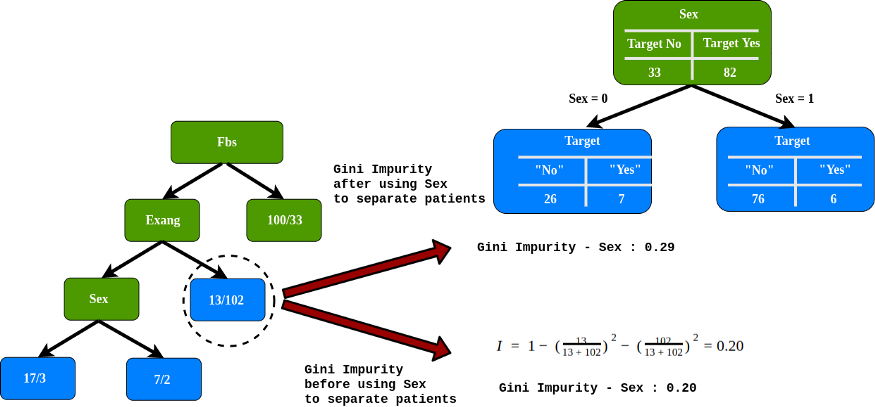 Sex
Target No Target Yes
33 82
Sex = 0 Sex = 1
Target
"No" "Yes"
26 7
Target
"No" "Yes"
76 6
Fbs
Exang 100/33
Sex 13/102
17/3 7/2
Gini Impurity
after using Sex
to separate patients
Gini Impurity - Sex : 0.29
I = 1 − (13/13 + 102)² − (102/13 + 102)² = 0.20
Gini Impurity
before using Sex
to separate patients
Gini Impurity - Sex : 0.20